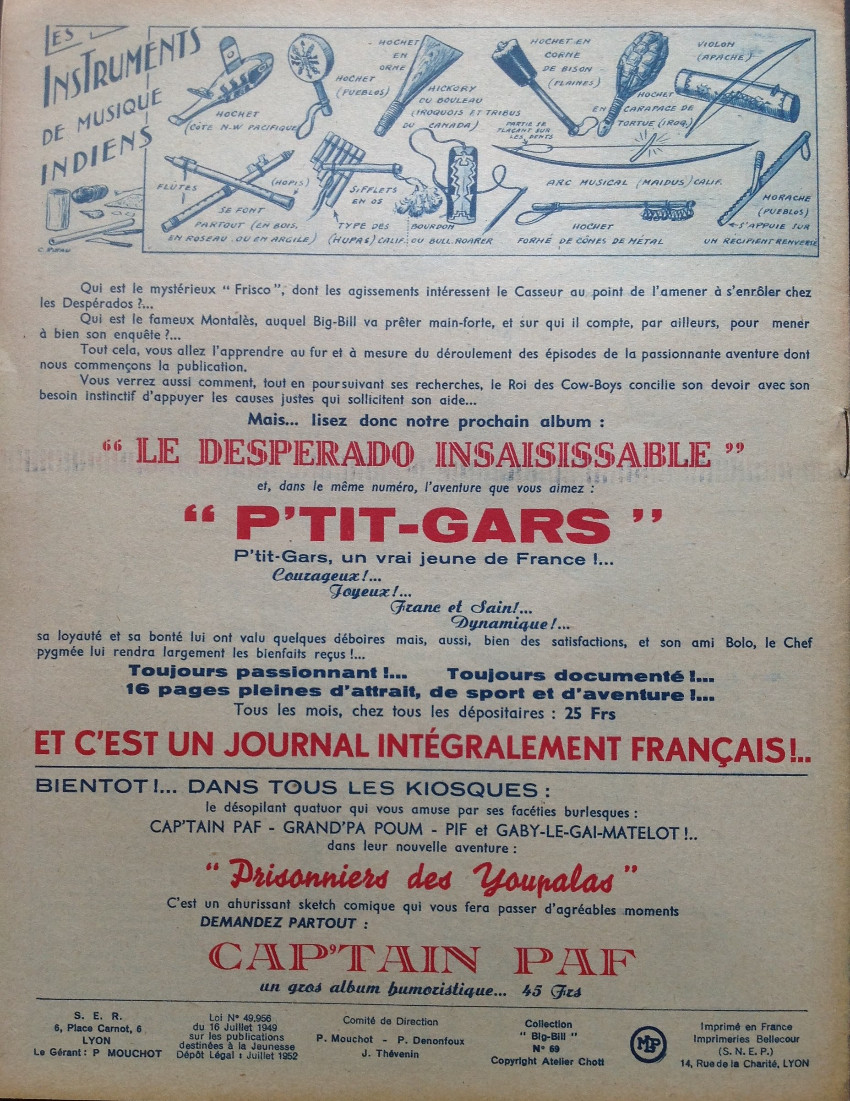 LES
INSTRUMENTS
DE MUSIQUE
INDIENS
HOCHET
(CÔTE N.W PACIFIQUE)
HOCHET
(PUEBLOS)
HOCHET
EN
ORME
HICKORY
OU BOULEAU
(IROQUOIS ET TRIBUS
DU CANADA)
HOCHET EN
CORNE
DE BISON
(PLAINES)
HOCHET
EN CARAPACE DE
TORTUE (IROQ.)
VIOLON
(APACHE)
PARTIE SE
PLAÇANT SUR
LES DENTS
ARC MUSICAL (MAIDUS) CALIF.
FLÛTES
(HOPIS)
SE FONT
PARTOUT (EN BOIS,
EN ROSEAU, OU EN ARGILE)
SIFFLETS
EN OS
TYPE DES
(HUPAS) CALIF.
BOURDON
OU BULL. ROARER
HOCHET
FORMÉ DE CÔNES DE MÉTAL
MORACHE
(PUEBLOS)
S'APPUIE SUR
UN RECIPIENT RENVERSÉ
Qui est le mystérieux " Frisco ", dont les agissements intéressent le Casseur au point de l'amener à s'enrôler chez
les Despérados ?...
Qui est le fameux Montalès, auquel Big-Bill va prêter main-forte, et sur qui il compte, par ailleurs, pour mener
à bien son enquête ?...
Tout cela, vous allez l'apprendre au fur et à mesure du déroulement des épisodes de la passionnante aventure dont
nous commençons la publication.
Vous verrez aussi comment, tout en poursuivant ses recherches, le Roi des Cow-Boys concilie son devoir avec son
besoin instinctif d'appuyer les causes justes qui sollicitent son aide...
Mais... lisez donc notre prochain album :
" LE DESPERADO INSAISISSABLE "
et, dans le même numéro, l'aventure que vous aimez :
" P'TIT-GARS "
P'tit-Gars, un vrai jeune de France !...
Courageux !...
Joyeux !...
Franc et Sain!...
Dynamique !...
sa loyauté et sa bonté lui ont valu quelques déboires mais, aussi, bien des satisfactions, et son ami Bolo, le Chef
pygmée lui rendra largement les bienfaits reçus !...
Toujours passionnant !... Toujours documenté !...
16 pages pleines d'attrait, de sport et d'aventure !...
Tous les mois, chez tous les dépositaires : 25 Frs
ET C'EST UN JOURNAL INTÉGRALEMENT FRANÇAIS !..
BIENTOT !... DANS TOUS LES KIOSQUES :
le désopilant quatuor qui vous amuse par ses facéties burlesques :
CAP'TAIN PAF - GRAND'PA POUM - PIF et GABY-LE-GAI-MATELOT !..
dans leur nouvelle aventure :
" Prisonniers des Youpalas "
C'est un ahurissant sketch comique qui vous fera passer d'agréables moments
DEMANDEZ PARTOUT :
CAP'TAIN PAF
un gros album humoristique... 45 Frs
S. E. R.
6, Place Carnot, 6
LYON
Le Gérant: P MOUCHOT
Loi N° 49,956
du 16 Juillet 1949
sur les publications
destinées à la Jeunesse
Dépôt Légal : Juillet 1952
Comité de Direction
P. Mouchot - P. Denonfoux
J. Thévenin
Collection
" Big-Bill "
N° 69
Copyright Atelier Chott
Imprimé en France
Imprimeries Bellecour
(S. N. E. P.)
14, Rue de la Charité, LYON